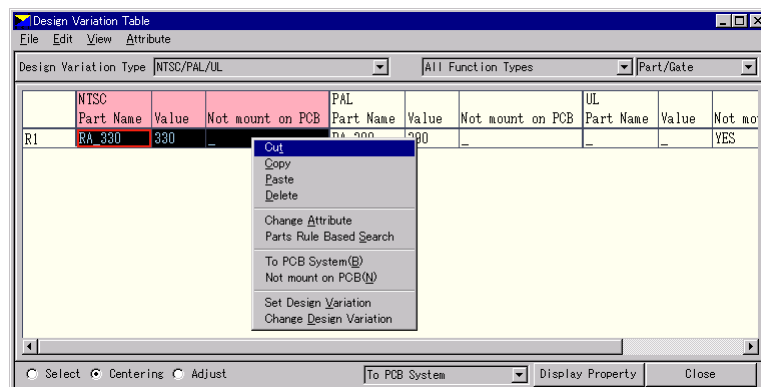 Design Variation Table
File Edit View Attribute
Design Variation Type NTSC/PAL/UL All Function Types Part/Gate
NTSC PAL UL
Part Name Value Not mount on PCB Part Name Value Not mount on PCB Part Name Value Not mo
R1 RA_330 330 _ _ _ _ YES
Cut
Copy
Paste
Delete
Change Attribute
Parts Rule Based Search
To PCB System(B)
Not mount on PCB(N)
Set Design Variation
Change Design Variation
Select Centering Adjust To PCB System Display Property Close